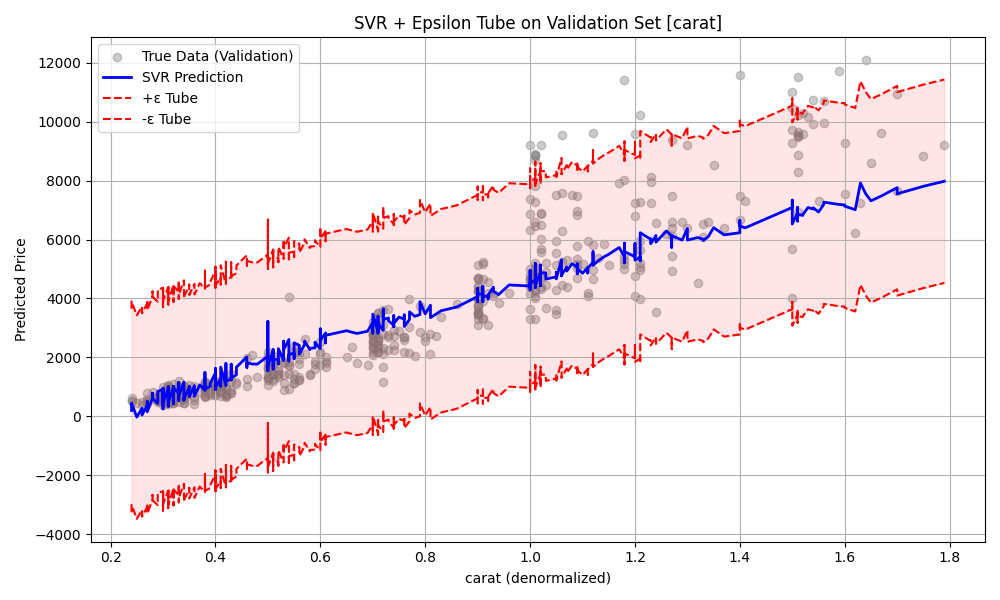 SVR + Epsilon Tube on Validation Set [carat]
True Data (Validation)
SVR Prediction
+ε Tube
-ε Tube
12000
10000
8000
6000
4000
2000
0
−2000
−4000
Predicted Price
0.2 0.4 0.6 0.8 1.0 1.2 1.4 1.6 1.8
carat (denormalized)